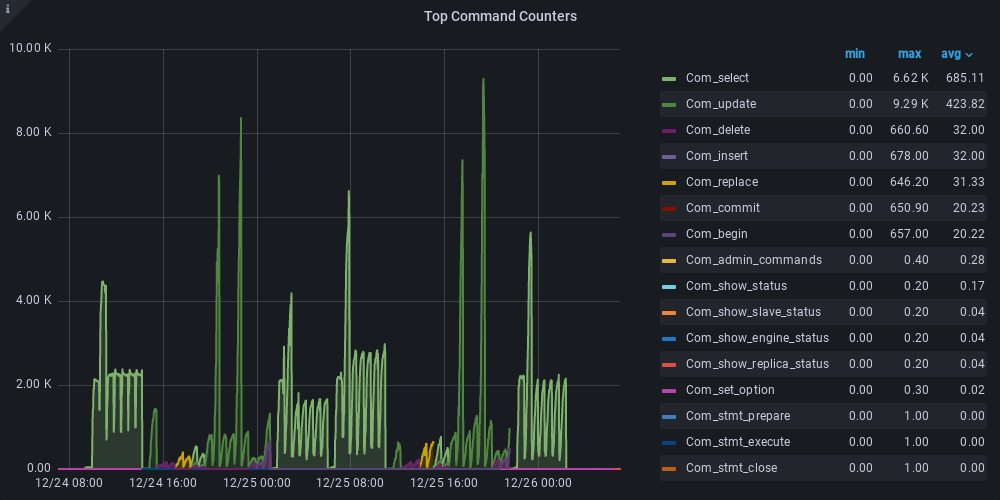 i
Top Command Counters
10.00 K
8.00 K
6.00 K
4.00 K
2.00 K
0.00
12/24 08:00 12/24 16:00 12/25 00:00 12/25 08:00 12/25 16:00 12/26 00:00
min max avg
Com_select 0.00 6.62 K 685.11
Com_update 0.00 9.29 K 423.82
Com_delete 0.00 660.60 32.00
Com_insert 0.00 678.00 32.00
Com_replace 0.00 646.20 31.33
Com_commit 0.00 650.90 20.23
Com_begin 0.00 657.00 20.22
Com_admin_commands 0.00 0.40 0.28
Com_show_status 0.00 0.20 0.17
Com_show_slave_status 0.00 0.20 0.04
Com_show_engine_status 0.00 0.20 0.04
Com_show_replica_status 0.00 0.20 0.04
Com_set_option 0.00 0.30 0.02
Com_stmt_prepare 0.00 1.00 0.00
Com_stmt_execute 0.00 1.00 0.00
Com_stmt_close 0.00 1.00 0.00